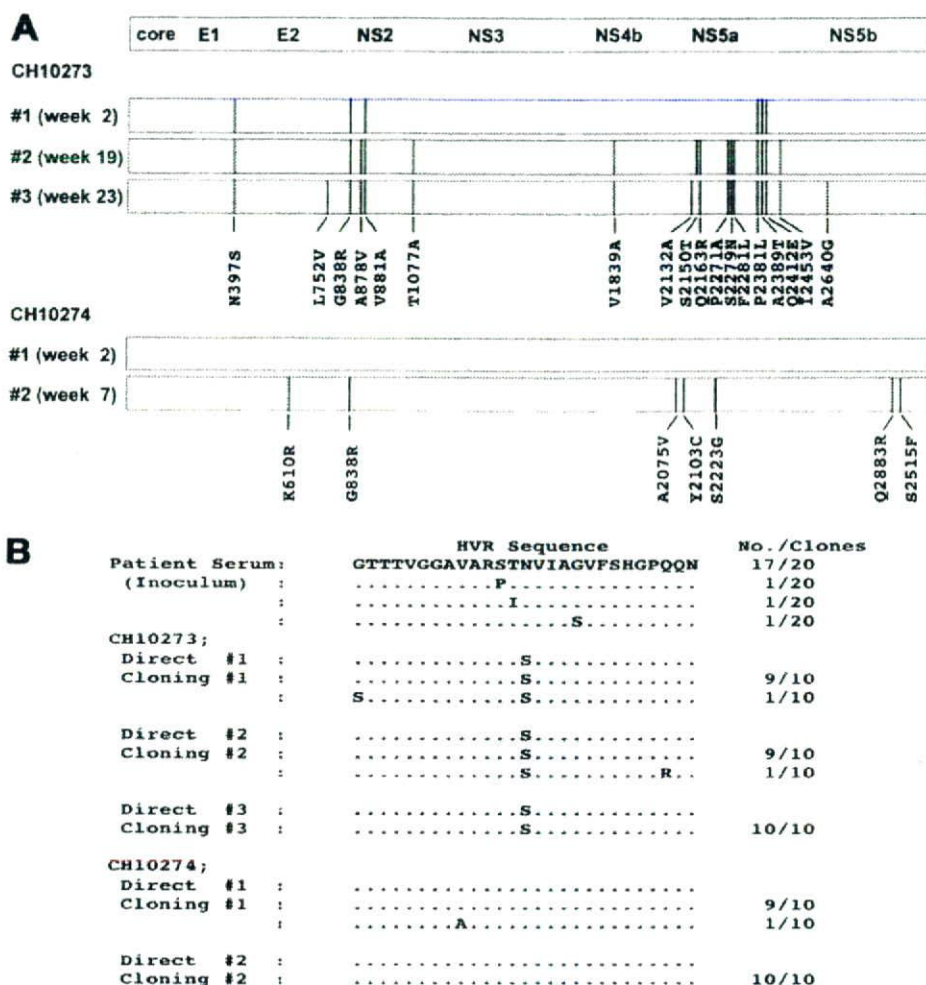 A
core E1 E2 NS2 NS3 NS4b NS5a NS5b
CH10273
#1 (week 2)
#2 (week 19)
#3 (week 23)
N397S
L752V
G838R
A878V
V881A
T1077A
V1839A
V2132A
S2150T
Q2163R
P2271A
S2279N
F2281L
P2381L
A2389T
Q2412E
I2453V
A2640G
CH10274
#1 (week 2)
#2 (week 7)
K610R
G838R
A2075V
Y2103C
S2223G
Q2883R
S2515F
B
HVR Sequence No./Clones
Patient Serum: GTTTVGGAVARSTNVIAGVFSHGPQQN 17/20
(Inoculum) : ...........P............... 1/20
: ............I.............. 1/20
: .................S......... 1/20
CH10273;
Direct #1 : .............S.............
Cloning #1 : .............S............. 9/10
: S............S............. 1/10
Direct #2 : .............S.............
Cloning #2 : .............S............. 9/10
: .............S..........R.. 1/10
Direct #3 : .............S.............
Cloning #3 : .............S............. 10/10
CH10274;
Direct #1 : ...........................
Cloning #1 : ........................... 9/10
: ........A.................. 1/10
Direct #2 : ...........................
Cloning #2 : ........................... 10/10